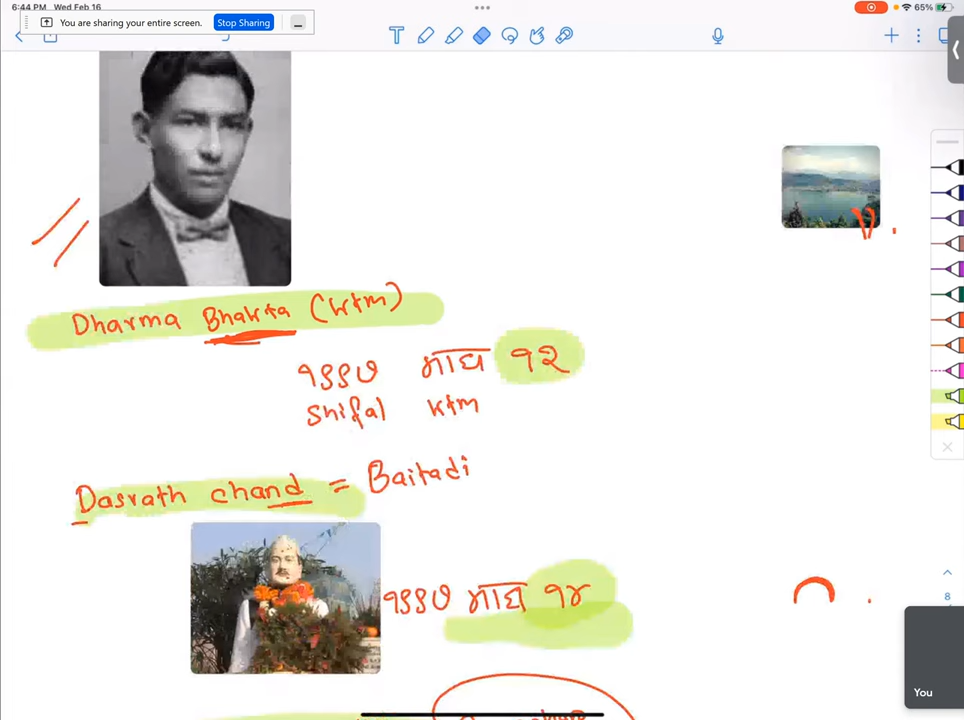 6:44 PM Wed Feb 16
65%
You are sharing your entire screen.
Stop Sharing
Dharma Bhakta (Ktm)
१९९७ माघ १२
Shifal Ktm
Dasrath chand = Baitadi
१९९७ माघ १४
8
You